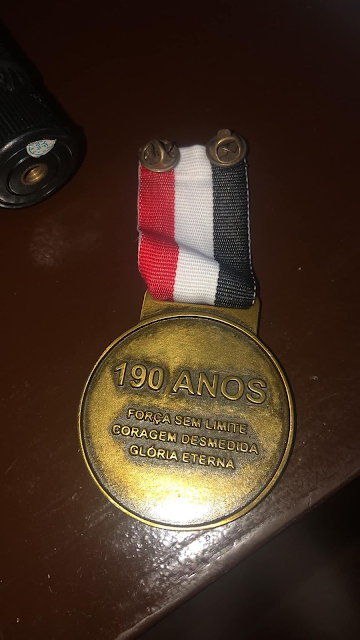 190 ANOS
FORÇA SEM LIMITE
CORAGEM DESMEDIDA
GLÓRIA ETERNA